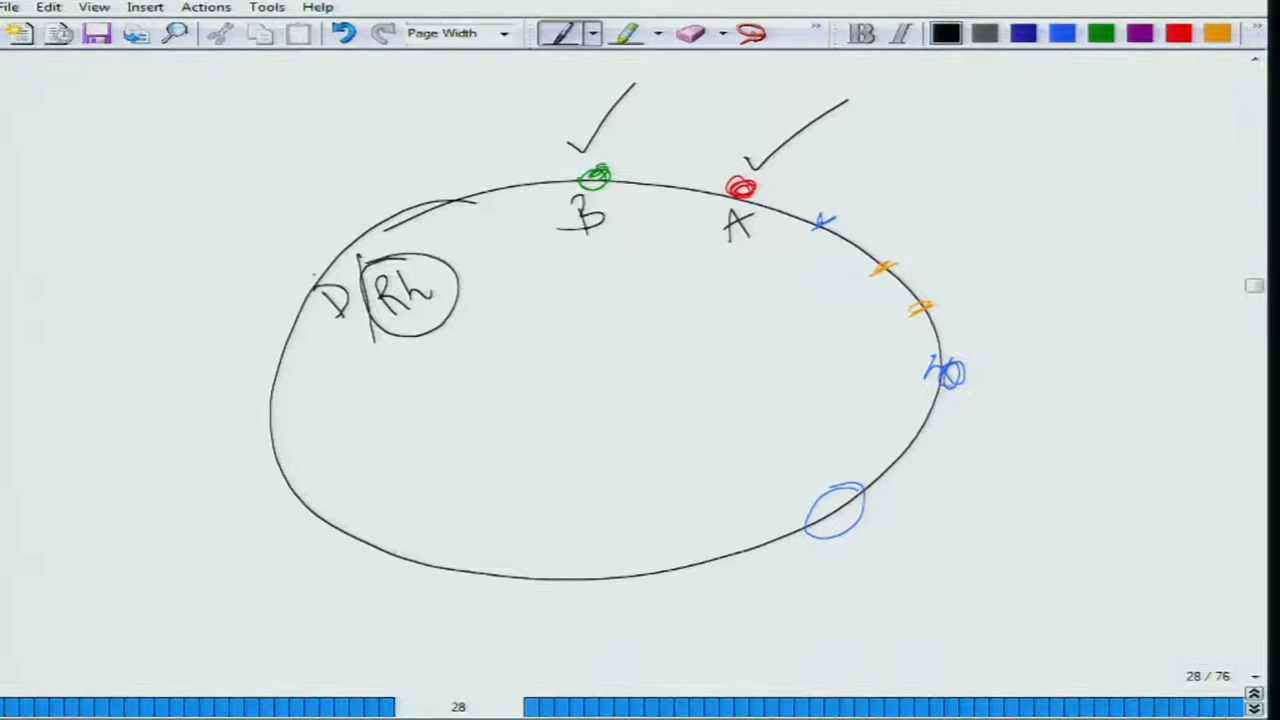 File Edit View Insert Actions Tools Help
Page Width B I
B
A
D Rh
28 / 76
28